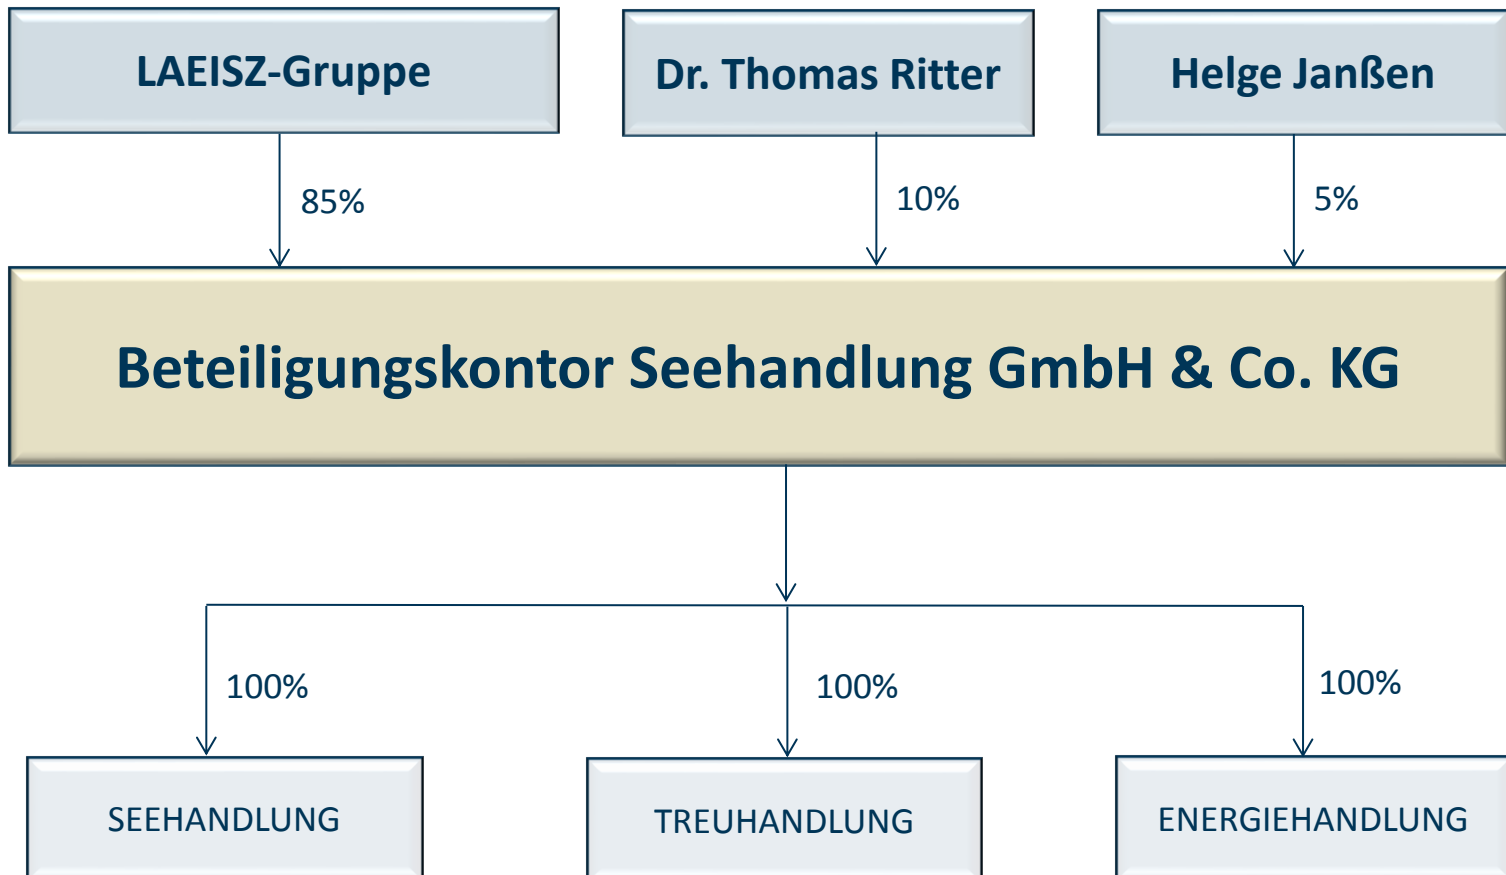 LAEISZ-Gruppe
Dr. Thomas Ritter
Helge Janßen
85%
10%
5%
Beteiligungskontor Seehandlung GmbH & Co. KG
100%
100%
100%
SEEHANDLUNG
TREUHANDLUNG
ENERGIEHANDLUNG